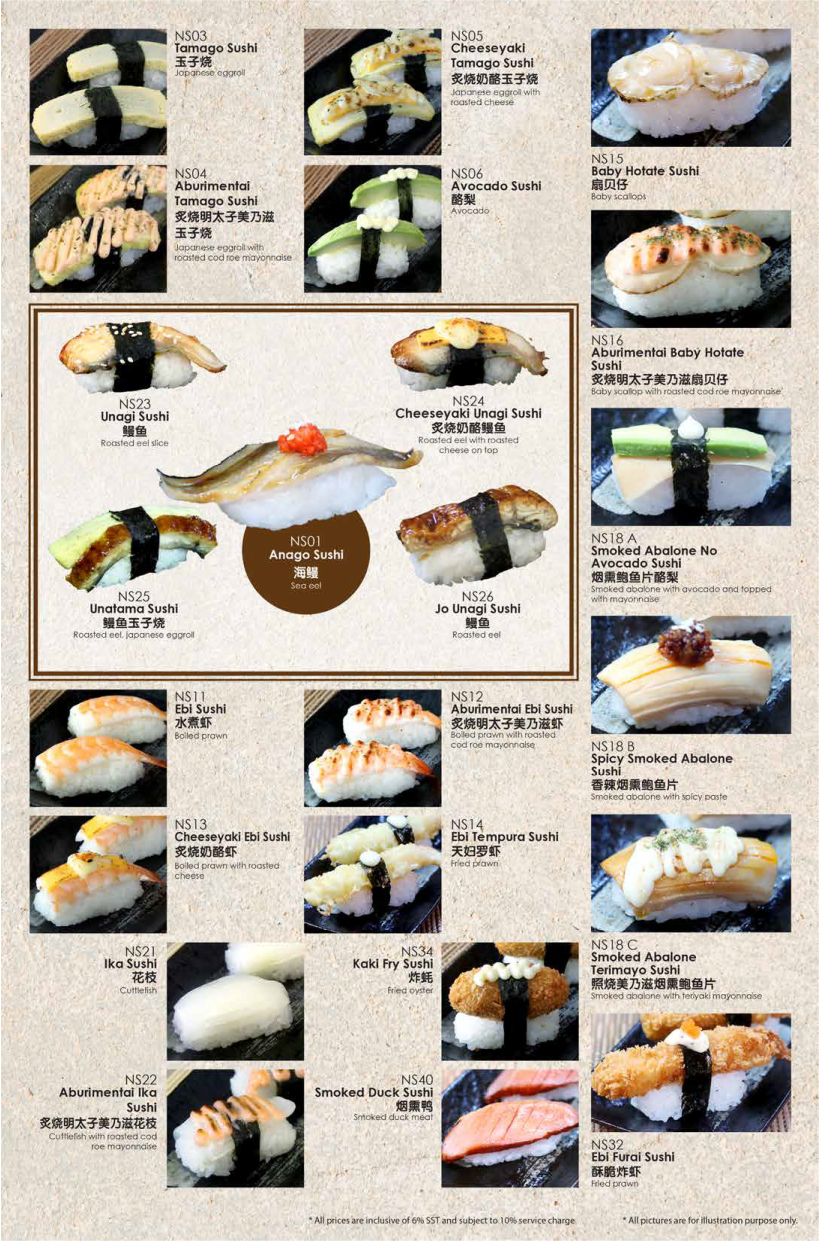 NS03
Tamago Sushi
玉子烧
Japanese eggroll
NS05
Cheeseyaki
Tamago Sushi
炙烧奶酪玉子烧
Japanese eggroll with
roasted cheese
NS04
Aburimentai
Tamago Sushi
炙烧明太子美乃滋
玉子烧
Japanese eggroll with
roasted cod roe mayonnaise
NS06
Avocado Sushi
酪梨
Avocado
NS15
Baby Hotate Sushi
扇贝仔
Baby scallops
NS16
Aburimentai Baby Hotate
Sushi
炙烧明太子美乃滋扇贝仔
Baby scallop with roasted cod roe mayonnaise
NS23
Unagi Sushi
鳗鱼
Roasted eel slice
NS24
Cheeseyaki Unagi Sushi
炙烧奶酪鳗鱼
Roasted eel with roasted
cheese on top
NS01
Anago Sushi
海鳗
Sea eel
NS25
Unatama Sushi
鳗鱼玉子烧
Roasted eel, japanese eggroll
NS26
Jo Unagi Sushi
鳗鱼
Roasted eel
NS18 A
Smoked Abalone No
Avocado Sushi
烟熏鲍鱼片酪梨
Smoked abalone with avocado and topped
with mayonnaise
NS18 B
Spicy Smoked Abalone
Sushi
香辣烟熏鲍鱼片
Smoked abalone with spicy paste
NS11
Ebi Sushi
水煮虾
Boiled prawn
NS12
Aburimentai Ebi Sushi
炙烧明太子美乃滋虾
Boiled prawn with roasted
cod roe mayonnaise
NS13
Cheeseyaki Ebi Sushi
炙烧奶酪虾
Boiled prawn with roasted
cheese
NS14
Ebi Tempura Sushi
天妇罗虾
Fried prawn
NS18 C
Smoked Abalone
Terimayo Sushi
照烧美乃滋烟熏鲍鱼片
Smoked abalone with teriyaki mayonnaise
NS21
Ika Sushi
花枝
Cuttlefish
NS34
Kaki Fry Sushi
炸蚝
Fried oyster
NS22
Aburimentai Ika
Sushi
炙烧明太子美乃滋花枝
Cuttlefish with roasted cod
roe mayonnaise
NS40
Smoked Duck Sushi
烟熏鸭
Smoked duck meat
NS32
Ebi Furai Sushi
酥脆炸虾
Fried prawn
* All prices are inclusive of 6% SST and subject to 10% service charge.
* All pictures are for illustration purpose only.